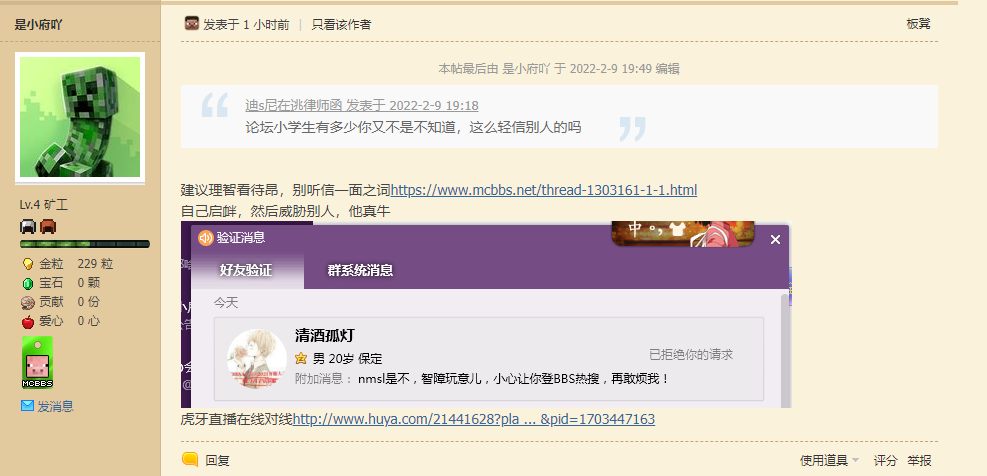 是小府吖
发表于 1 小时前 | 只看该作者
板凳
本帖最后由 是小府吖 于 2022-2-9 19:49 编辑
迪s尼在洮律师函 发表于 2022-2-9 19:18
论坛小学生有多少你又不是不知道，这么轻信别人的吗
Lv.4 矿工
金粒 229 粒
宝石 0 颗
贡献 0 份
爱心 0 心
MCBBS
发消息
建议理智看待昂，别听信一面之词https://www.mcbbs.net/thread-1303161-1-1.html
自己启衅，然后威胁别人，他真牛
验证消息
中
好友验证
群系统消息
今天
清酒孤灯
男 20岁 保定
附加消息： nmsl是不，智障玩意儿，小心让你登BBS热搜，再敢烦我！
已拒绝你的请求
虎牙直播在线对线http://www.huya.com/21441628?pla ... &pid=1703447163
回复
使用道具
评分
举报